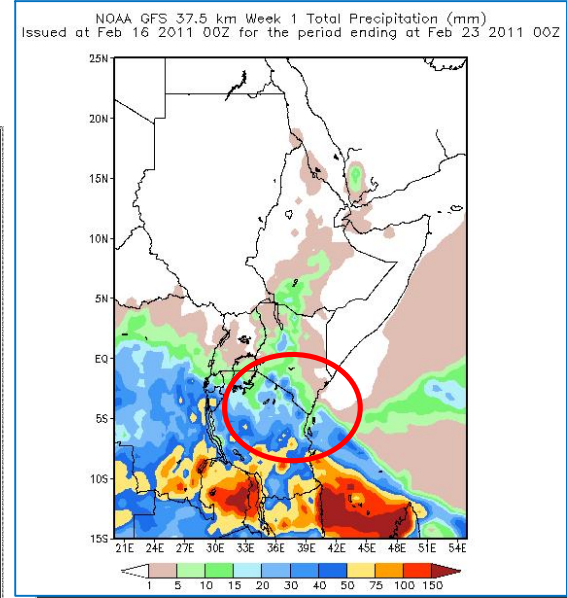 NOAA GFS 37.5 km Week 1 Total Precipitation (mm)
Issued at Feb 16 2011 00Z for the period ending at Feb 23 2011 00Z
25N
20N
15N
10N
5N
EQ
5S
10S
15S
21E 24E 27E 30E 33E 36E 39E 42E 45E 48E 51E 54E
1 5 10 15 20 30 40 50 75 100 150